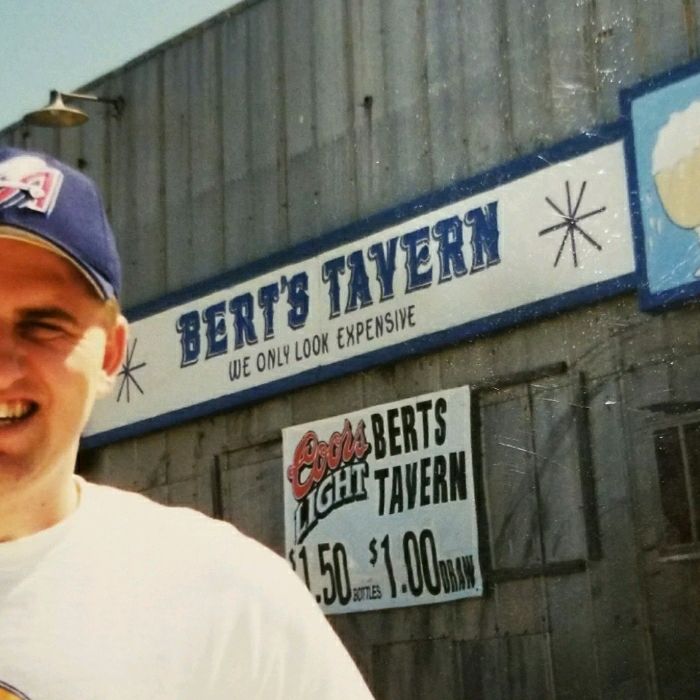 BERT'S TAVERN
WE ONLY LOOK EXPENSIVE
Coors LIGHT
BERTS
TAVERN
$1.50 BOTTLES $1.00 DRAW